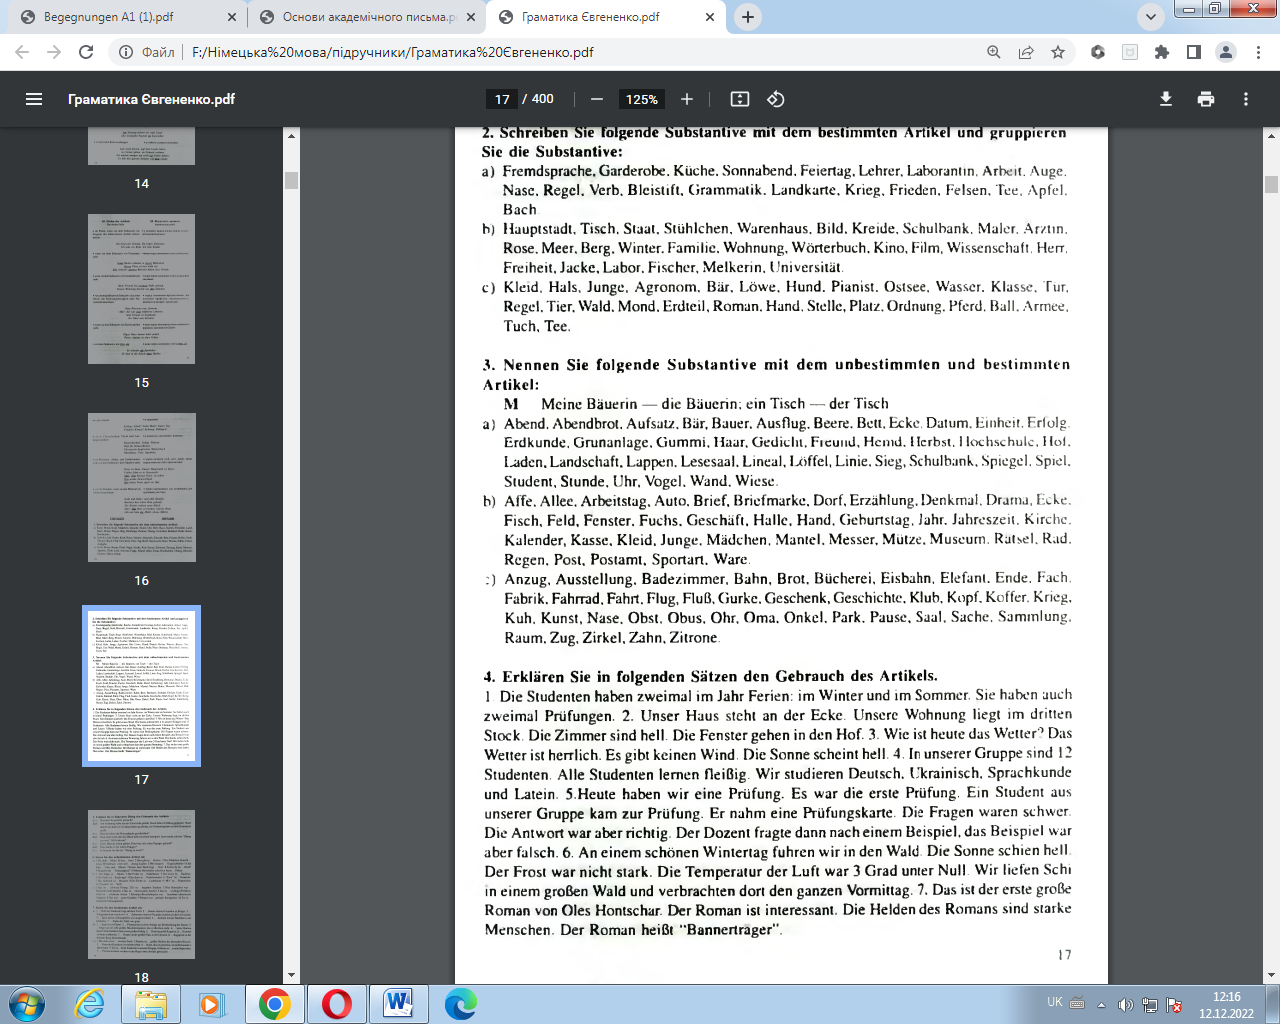 Begegnungen A1 (1).pdf
Основи академічного письма.p
Граматика Євгененко.pdf
Файл
F:/Німецька%20мова/підручники/Граматика%20Євгененко.pdf
Граматика Євгененко.pdf
17 / 400
125%
14
15
16
17
18
2. Schreiben Sie folgende Substantive mit dem bestimmten Artikel und gruppieren
Sie die Substantive:
a) Fremdsprache, Garderobe, Küche, Sonnabend, Feiertag, Lehrer, Laborantin, Arbeit, Auge,
Nase, Regel, Verb, Bleistift, Grammatik, Landkarte, Krieg, Frieden, Felsen, Tee, Apfel,
Bach.
b) Hauptstadt, Tisch, Staat, Stühlchen, Warenhaus, Bild, Kreide, Schulbank, Maler, Arztin,
Rose, Meer, Berg, Winter, Familie, Wohnung, Wörterbuch, Kino, Film, Wissenschaft, Herr,
Freiheit, Jacke, Labor, Fischer, Melkerin, Universität.
c) Kleid, Hals, Junge, Agronom, Bär, Löwe, Hund, Pianist, Ostsee, Wasser, Klasse, Tur,
Regel, Tier, Wald, Mond, Erdteil, Roman, Hand, Stelle, Platz, Ordnung, Pferd, Ball, Armee,
Tuch, Tee.
3. Nennen Sie folgende Substantive mit dem unbestimmten und bestimmten
Artikel:
M Meine Bäuerin — die Bäuerin; ein Tisch — der Tisch
a) Abend, Abendbrot, Aufsatz, Bär, Bauer, Ausflug, Beere, Bett, Ecke, Datum, Einheit, Erfolg,
Erdkunde, Grunanlage, Gummi, Haar, Gedicht, Freund, Hemd, Herbst, Hochschule, Hof,
Laden, Landschaft, Lappen, Lesesaal, Lineal, Löffel, Linie, Sieg, Schulbank, Spiegel, Spiel,
Student, Stunde, Uhr, Vogel, Wand, Wiese.
b) Affe, Allee, Arbeitstag, Auto, Brief, Briefmarke, Dorf, Erzählung, Denkmal, Drama, Ecke,
Fisch, Feld, Fenster, Fuchs, Geschäft, Halle, Hand, Geburtstag, Jahr, Jahreszeit, Kirche,
Kalender, Kasse, Kleid, Junge, Mädchen, Mantel, Messer, Mütze, Museum, Rätsel, Rad,
Regen, Post, Postamt, Sportart, Ware.
c) Anzug, Ausstellung, Badezimmer, Bahn, Brot, Bücherei, Eisbahn, Elefant, Ende, Fach,
Fabrik, Fahrrad, Fahrt, Flug, Fluß, Gurke, Geschenk, Geschichte, Klub, Kopf, Koffer, Krieg,
Kuh, Kunst, Nase, Obst, Obus, Ohr, Oma, Onkel, Park, Pause, Saal, Sache, Sammlung,
Raum, Zug, Zirkel, Zahn, Zitrone.
4. Erklären Sie in folgenden Sätzen den Gebrauch des Artikels.
1 Die Studenten haben zweimal im Jahr Ferien: im Winter und im Sommer. Sie haben auch
zweimal Prüfungen. 2. Unser Haus steht an der Ecke. Unsere Wohnung liegt im dritten
Stock. Die Zimmer sind hell. Die Fenster gehen in den Hof. 3. Wie ist heute das Wetter? Das
Wetter ist herrlich. Es gibt keinen Wind. Die Sonne scheint hell. 4. In unserer Gruppe sind 12
Studenten. Alle Studenten lernen fleißig. Wir studieren Deutsch, Ukrainisch, Sprachkunde
und Latein. 5.Heute haben wir eine Prüfung. Es war die erste Prüfung. Ein Student aus
unserer Gruppe kam zur Prüfung. Er nahm eine Prüfungskarte. Die Fragen waren schwer.
Die Antwort war aber richtig. Der Dozent fragte dann nach einem Beispiel, das Beispiel war
aber falsch. 6. An einem schönen Wintertag fuhren wir in den Wald. Die Sonne schien hell.
Der Frost war nicht stark. Die Temperatur der Luft war 3 Grad unter Null. Wir liefen Schi
in einem großen Wald und verbrachten dort den ganzen Vormittag. 7. Das ist der erste große
Roman von Oles Hontschar. Der Roman ist interessant. Die Helden des Romans sind starke
Menschen. Der Roman heißt "Bannerträger".
17
UK
12:16
12.12.2022